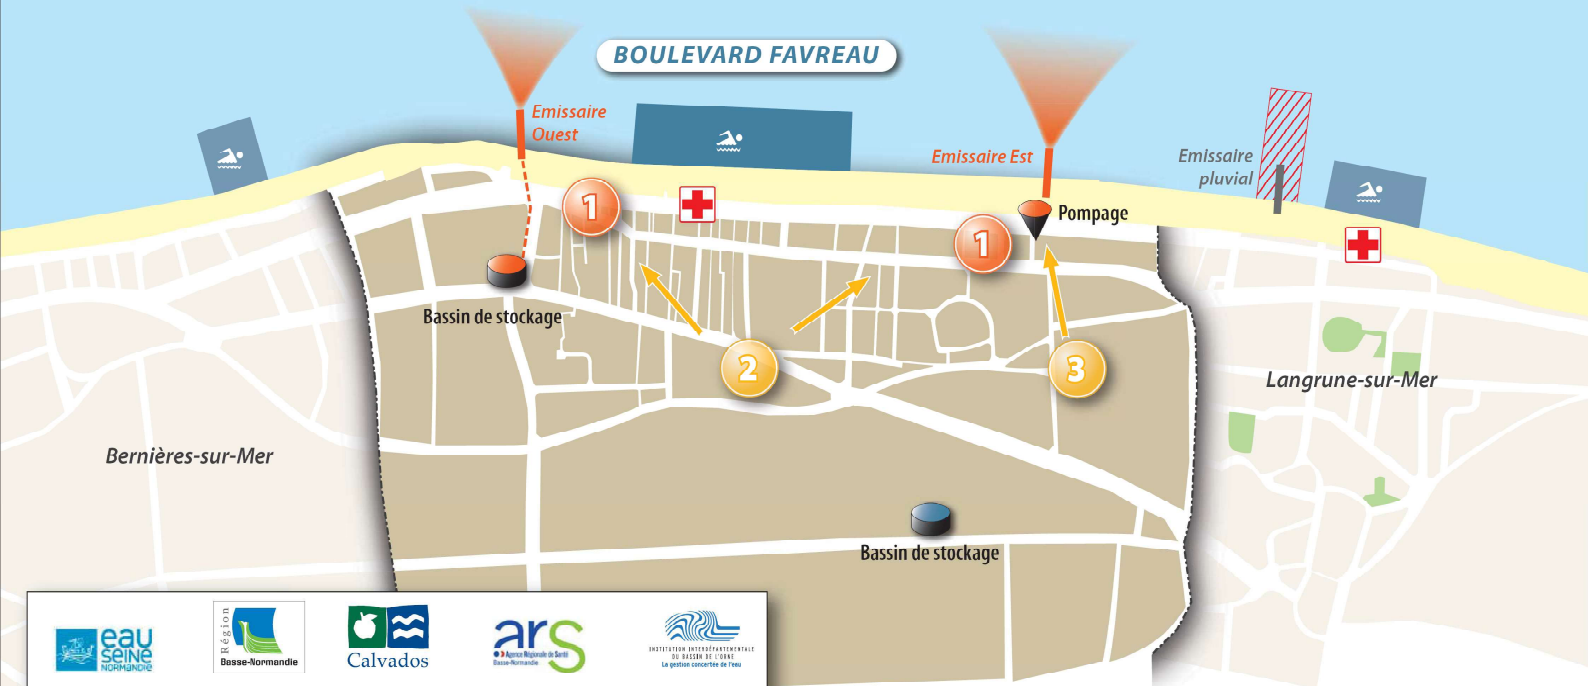 BOULEVARD FAVREAU
Emissaire
Ouest
Emissaire Est
Emissaire
pluvial
1
1
Pompage
Bassin de stockage
2
3
Langrune-sur-Mer
Bernières-sur-Mer
Bassin de stockage
eau
SEINE
NORMANDIE
Région
Basse-Normandie
Calvados
ars
Agence Régionale de Santé
Basse-Normandie
INSTITUTION INTERDÉPARTEMENTALE
DU BASSIN DE L'ORNE
La gestion concertée de l'eau